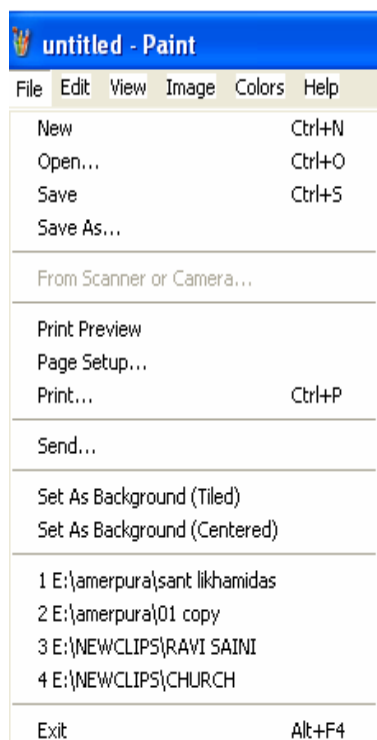 untitled - Paint
File Edit View Image Colors Help
New Ctrl+N
Open... Ctrl+O
Save Ctrl+S
Save As...
From Scanner or Camera...
Print Preview
Page Setup...
Print... Ctrl+P
Send...
Set As Background (Tiled)
Set As Background (Centered)
1 E:\amerpura\sant likhamidas
2 E:\amerpura\01 copy
3 E:\NEWCLIPS\RAVI SAINI
4 E:\NEWCLIPS\CHURCH
Exit Alt+F4